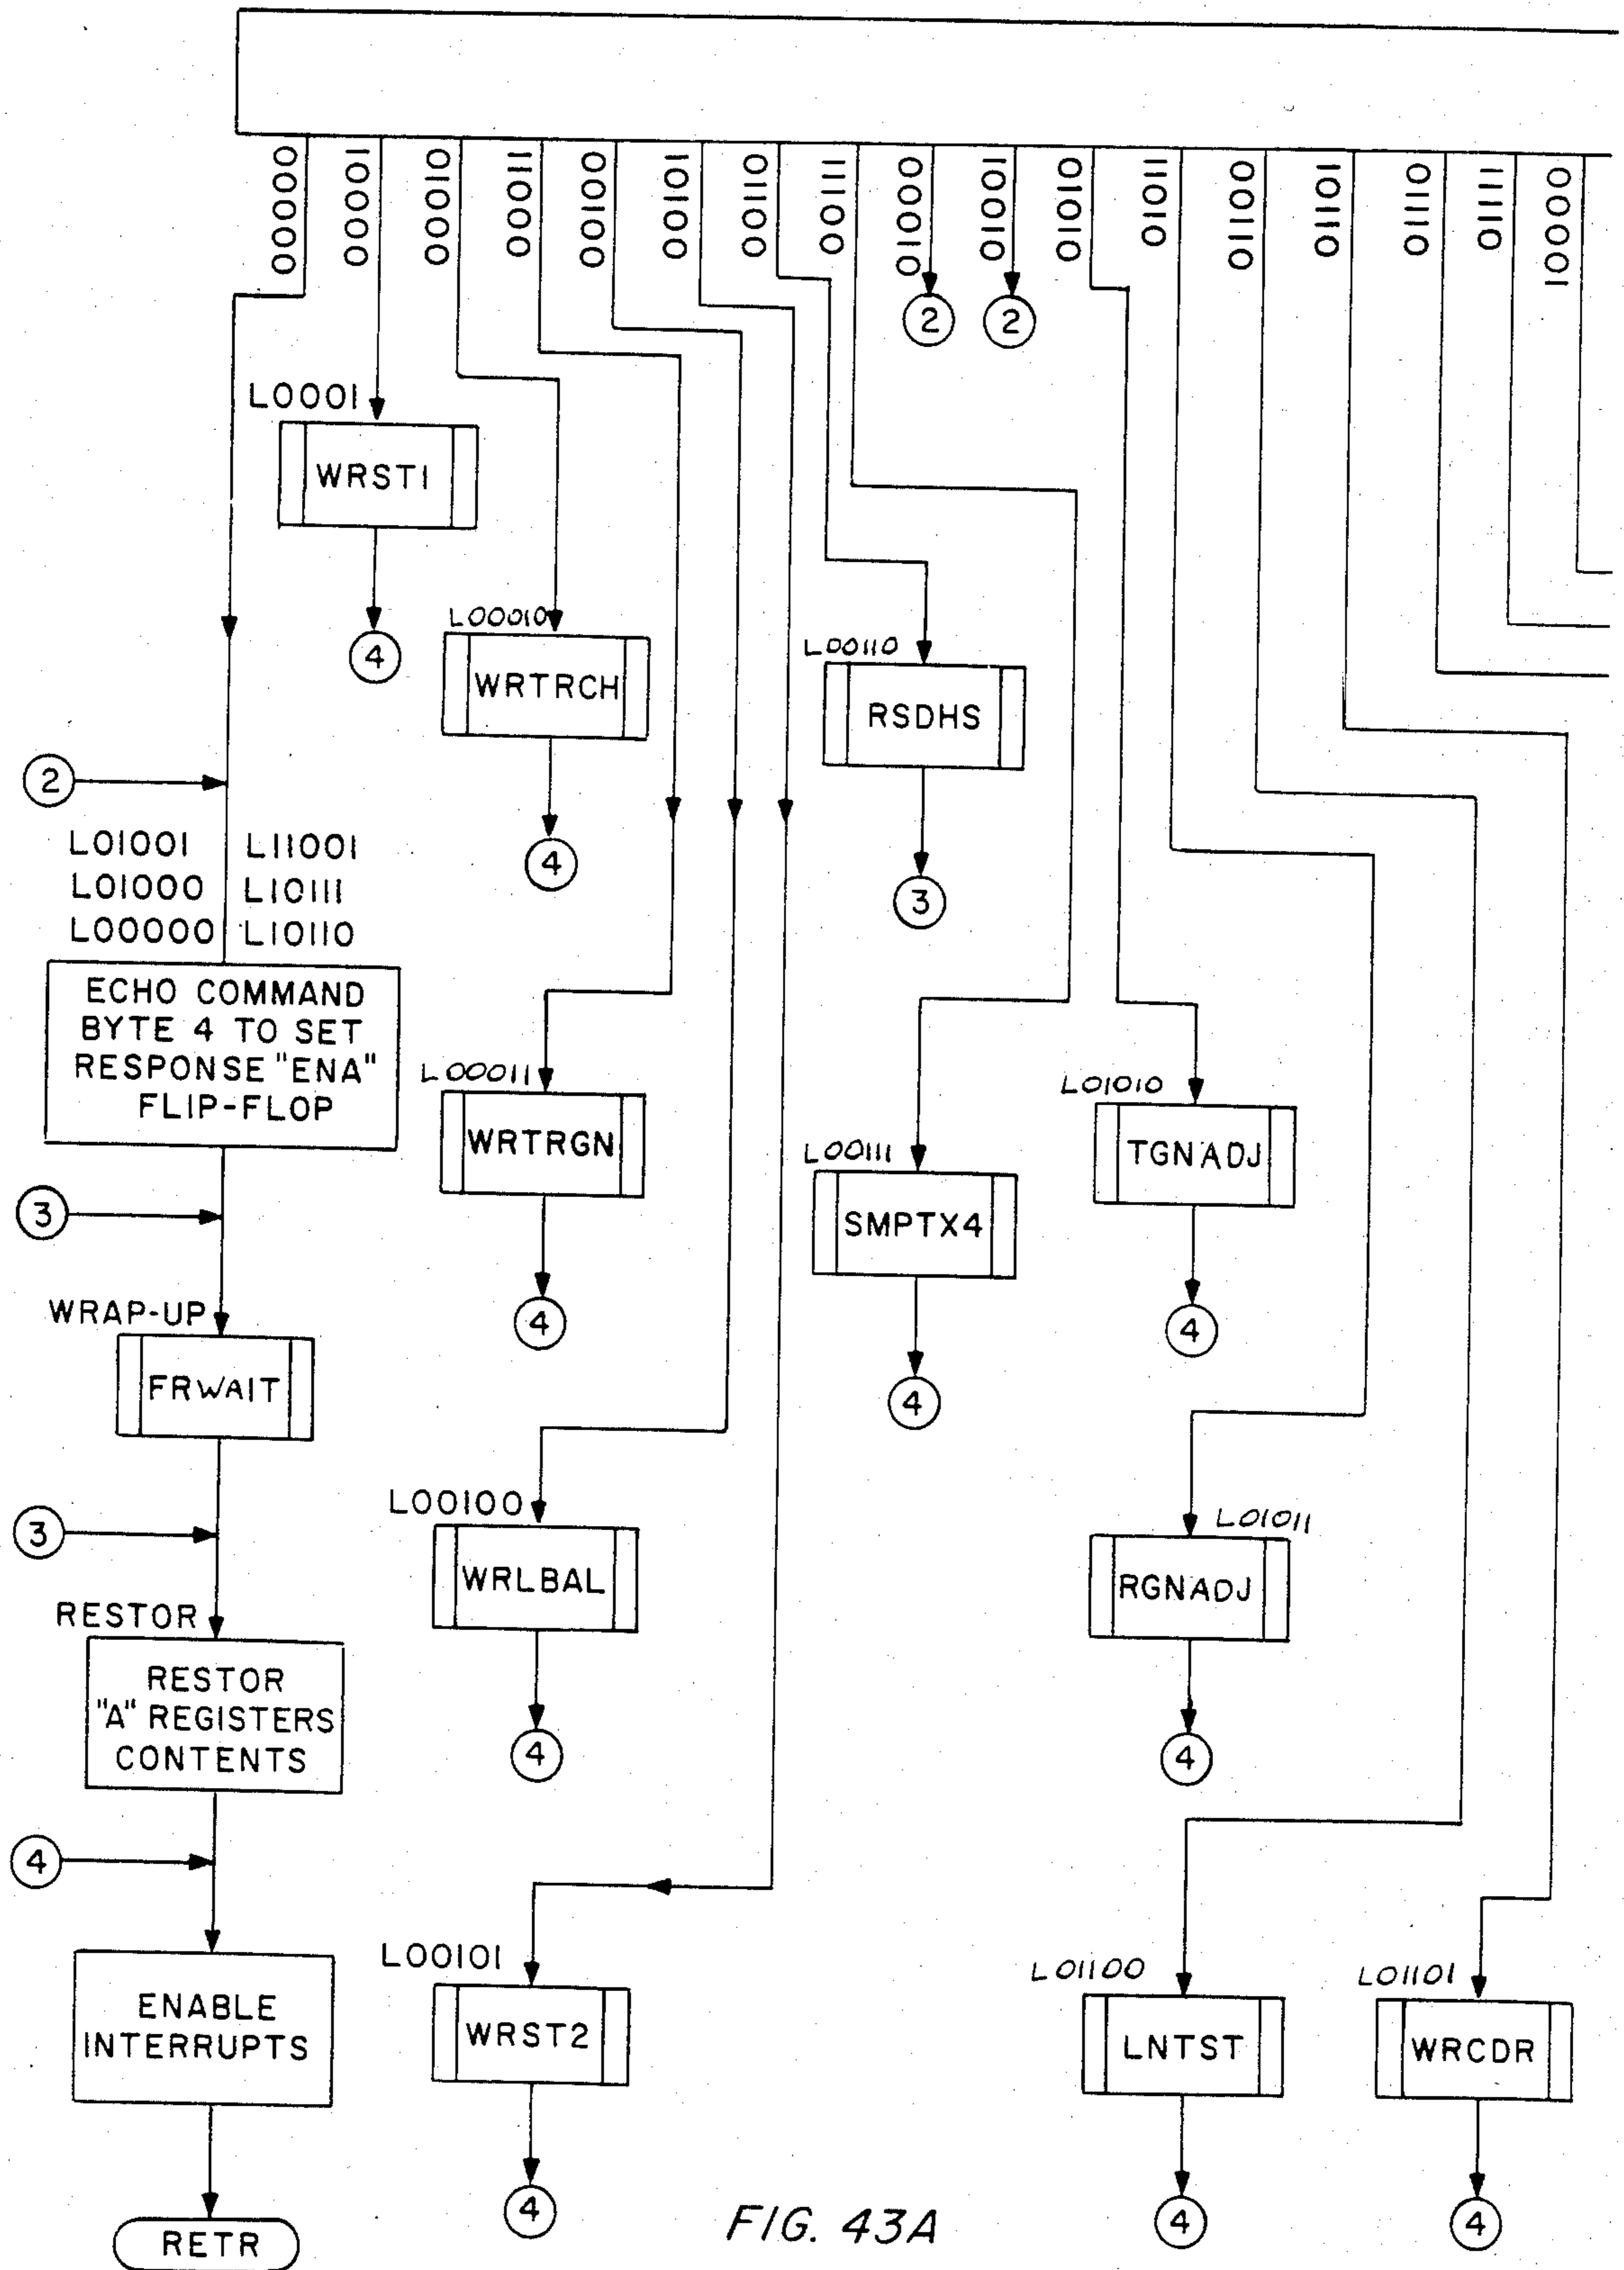 00000
00001
00010
00011
00100
00101
00110
00111
01000
01001
01010
01011
01100
01101
01110
01111
10000
2
2
L0001
WRST1
4
L00010
WRTRCH
4
L00110
RSDHS
3
2
L01001 L11001
L01000 L10111
L00000 L10110
ECHO COMMAND
BYTE 4 TO SET
RESPONSE "ENA"
FLIP-FLOP
L00011
WRTRGN
4
L00111
SMPTX4
4
L01010
TGNADJ
4
3
WRAP-UP
FRWAIT
3
RESTOR
RESTOR
"A" REGISTERS
CONTENTS
L00100
WRLBAL
4
L01011
RGNADJ
4
4
ENABLE
INTERRUPTS
RETR
L00101
WRST2
4
L01100
LNTST
4
L01101
WRCDR
4
FIG. 43A